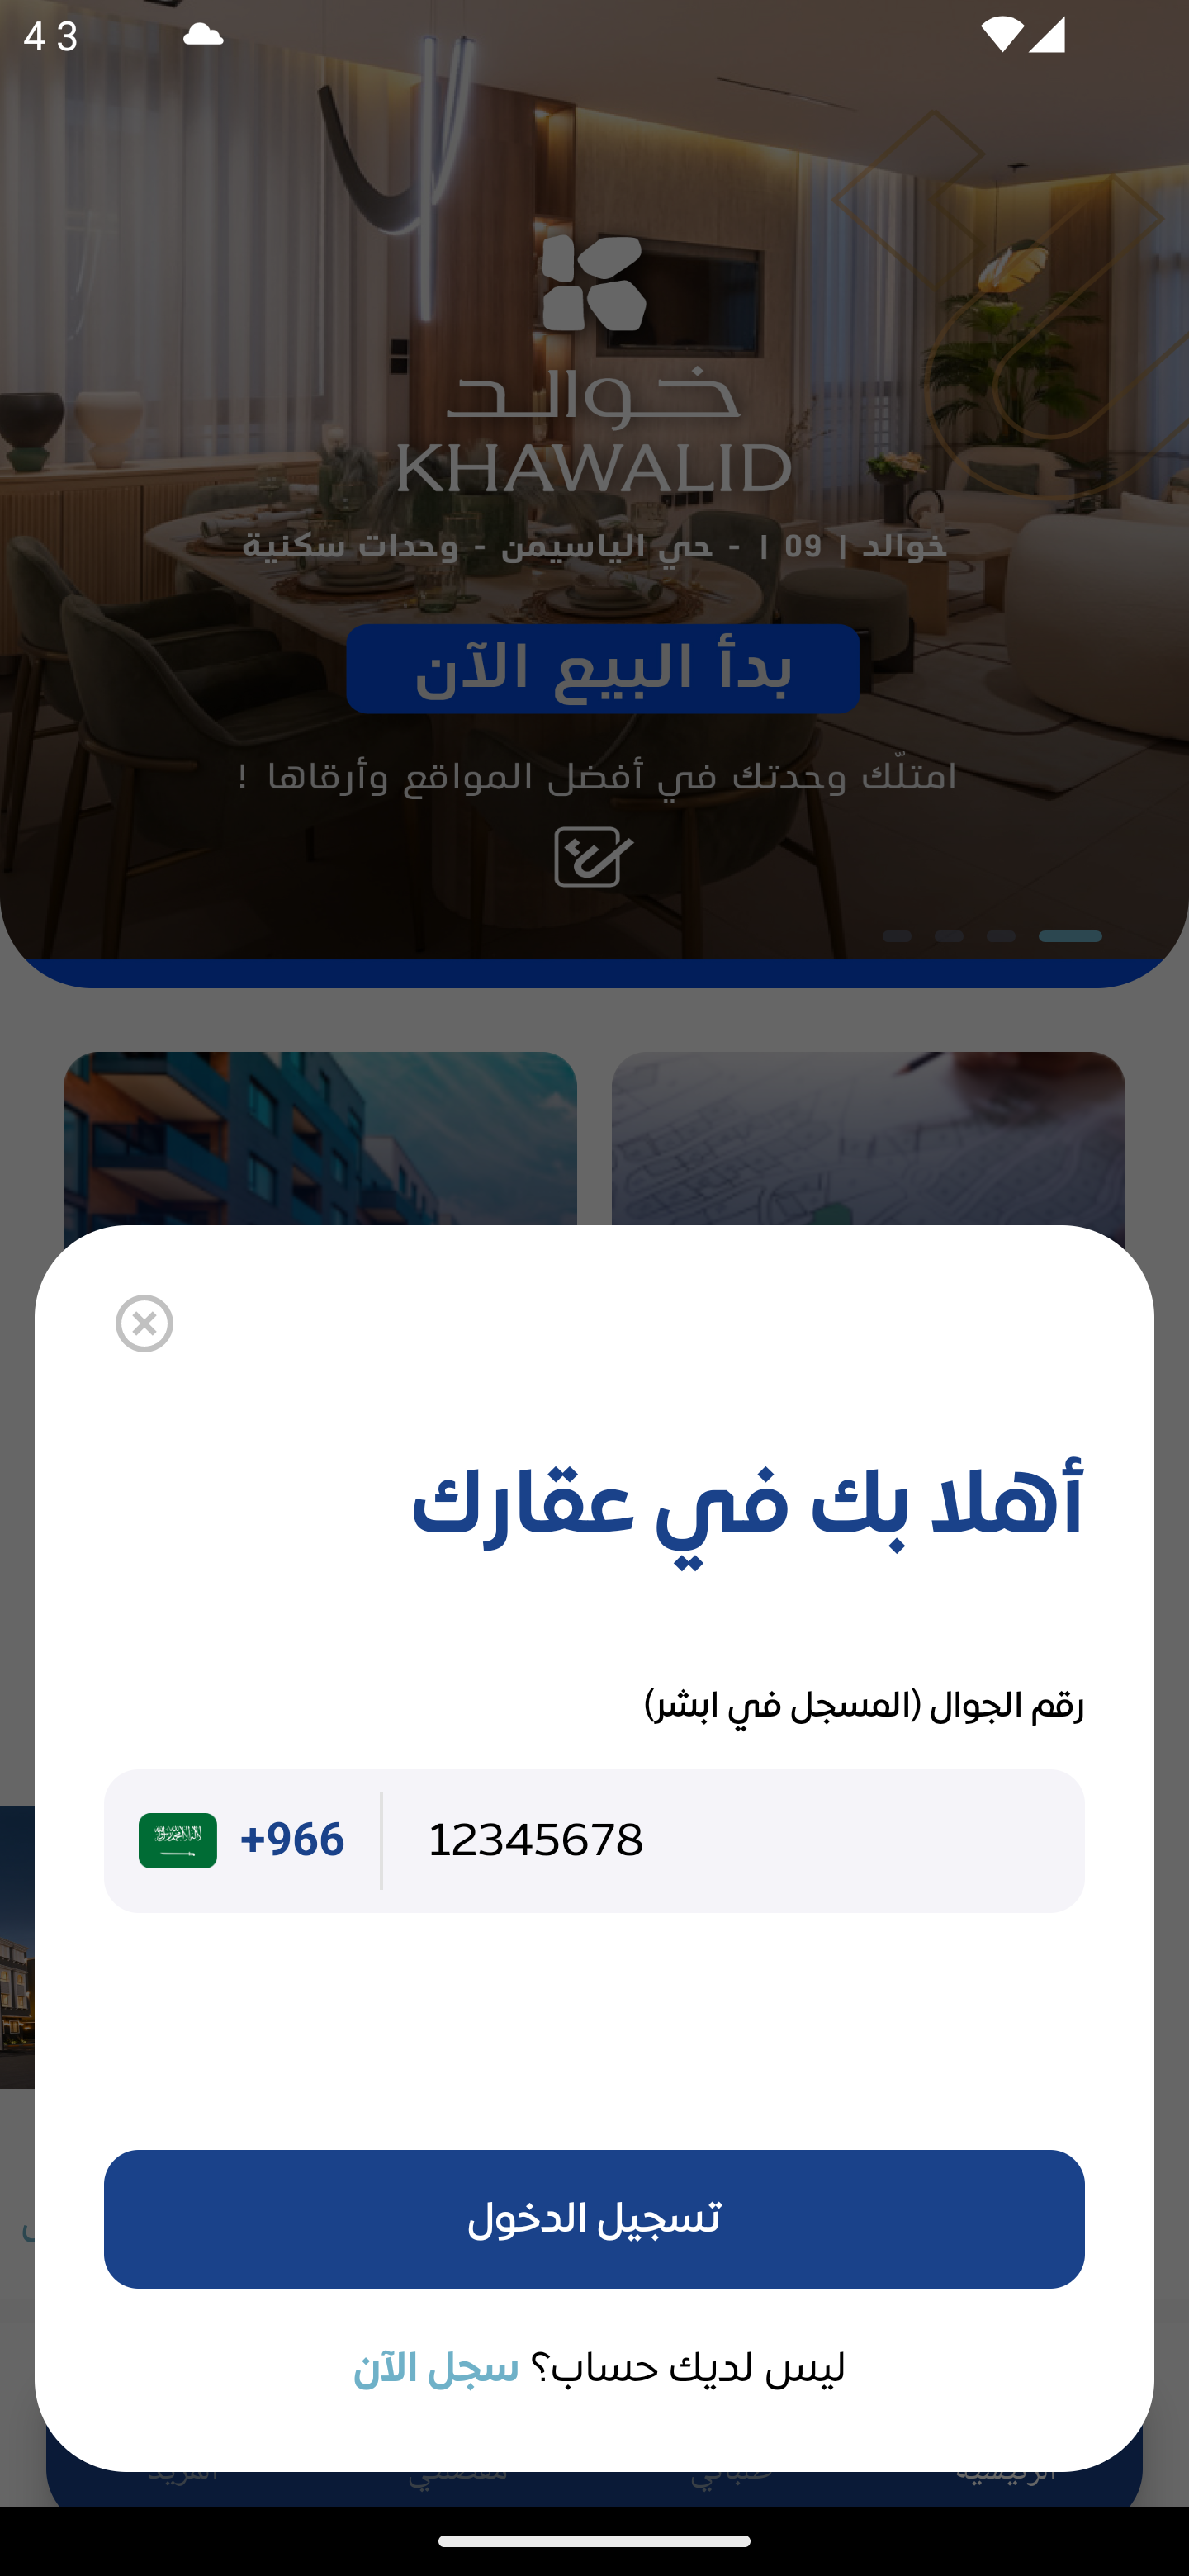 4 3
خوالد
KHAWALID
خوالد | 09 | - حي الياسيمن - وحدات سكنية
بدأ البيع الآن
امتلّك وحدتك في أفضل المواقع وأرقاها !
أهلا بك في عقارك
رقم الجوال (المسجل في ابشر)
+966 12345678
تسجيل الدخول
ليس لديك حساب؟ سجل الآن